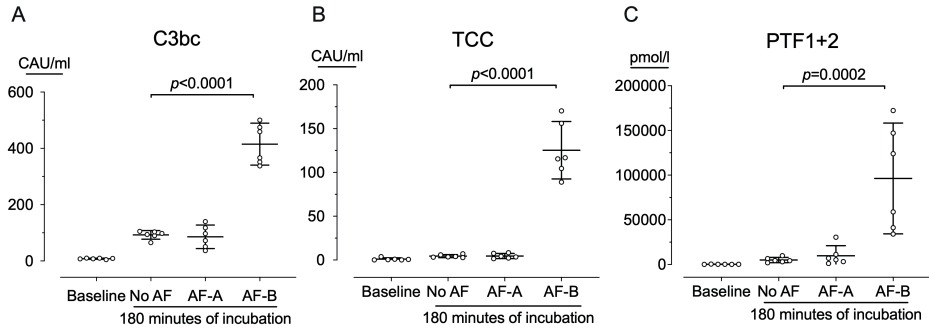 A
C3bc
CAU/ml
p<0.0001
600
400
200
0
Baseline No AF AF-A AF-B
180 minutes of incubation
B
TCC
CAU/ml
p<0.0001
200
150
100
50
0
Baseline No AF AF-A AF-B
180 minutes of incubation
C
PTF1+2
pmol/l
p=0.0002
200000
150000
100000
50000
0
Baseline No AF AF-A AF-B
180 minutes of incubation